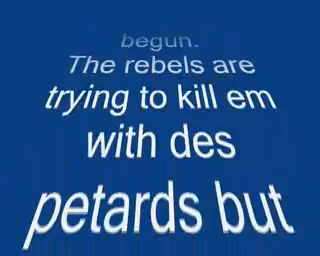 begun.
The rebels are
trying to kill em
with des
petards but